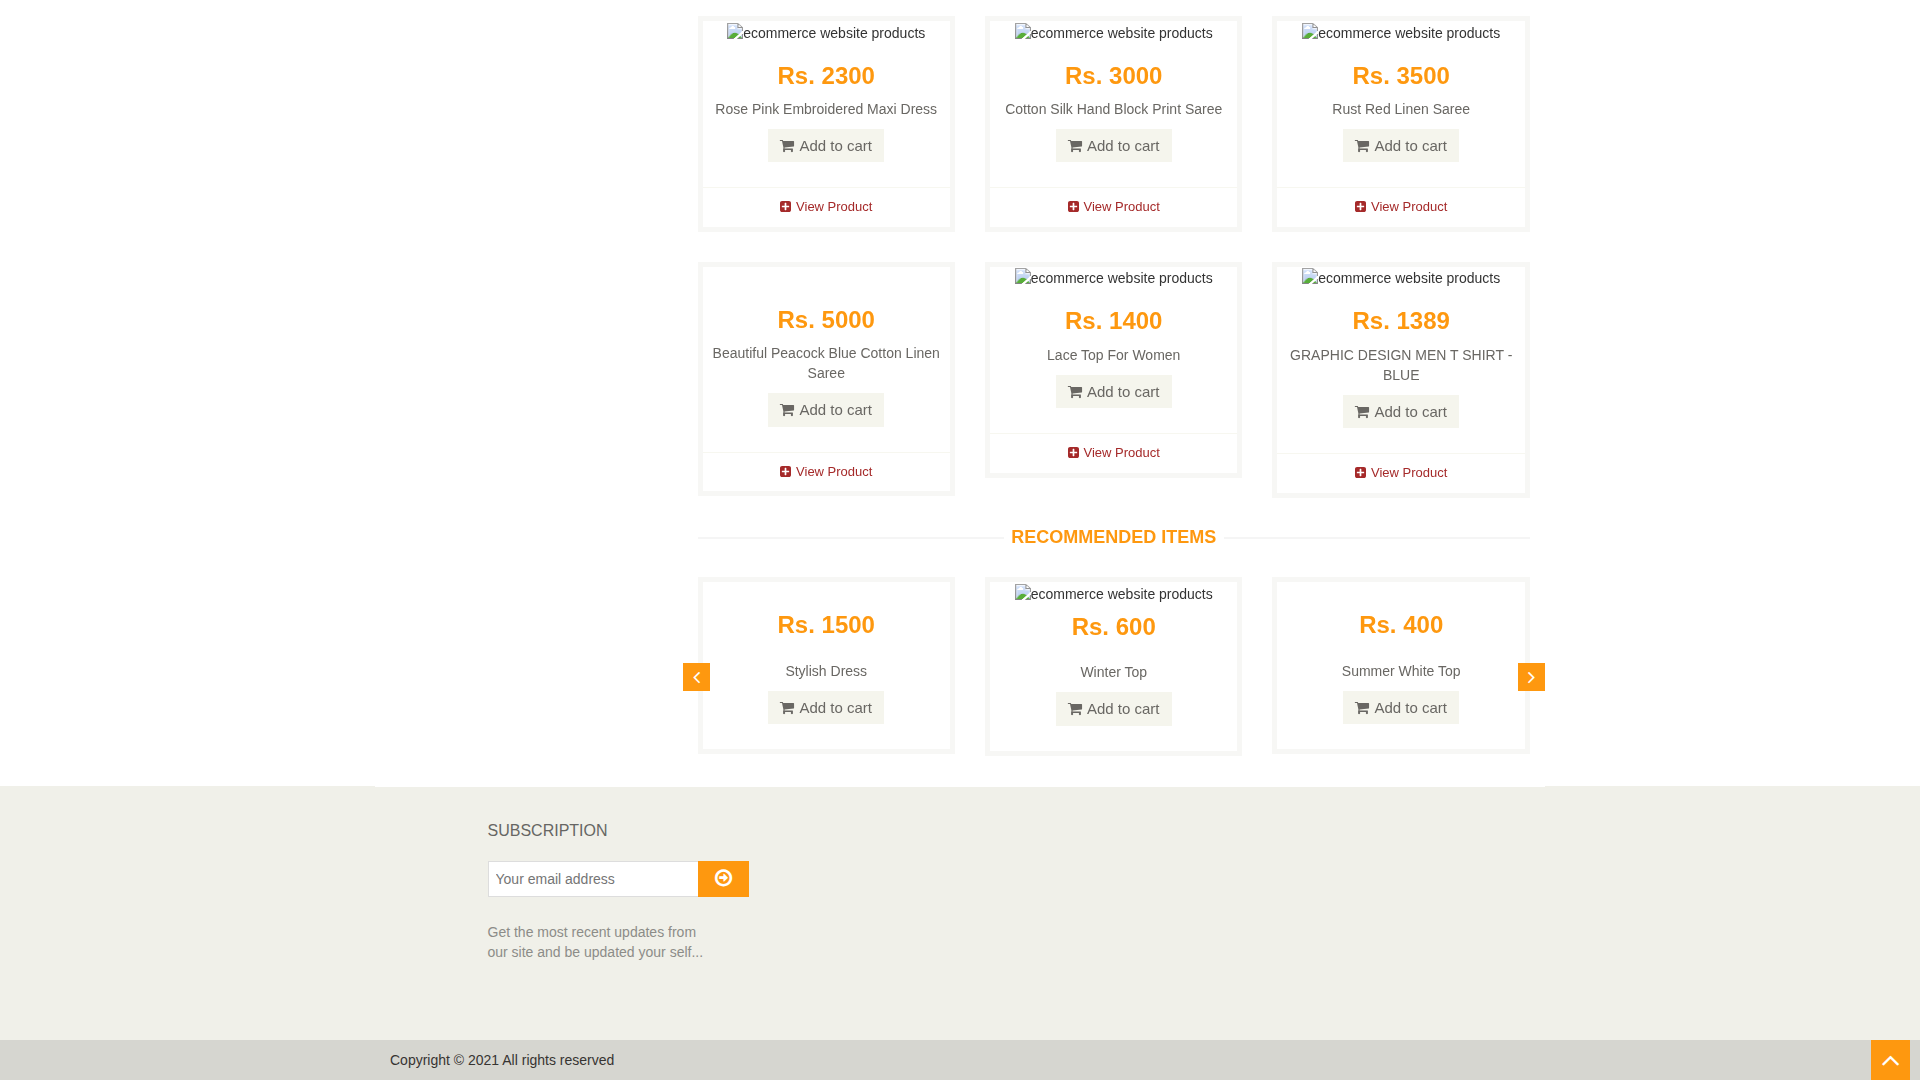 ecommerce website products
Rs. 2300
Rose Pink Embroidered Maxi Dress
Add to cart
View Product
ecommerce website products
Rs. 3000
Cotton Silk Hand Block Print Saree
Add to cart
View Product
ecommerce website products
Rs. 3500
Rust Red Linen Saree
Add to cart
View Product
Rs. 5000
Beautiful Peacock Blue Cotton Linen
Saree
Add to cart
View Product
ecommerce website products
Rs. 1400
Lace Top For Women
Add to cart
View Product
ecommerce website products
Rs. 1389
GRAPHIC DESIGN MEN T SHIRT -
BLUE
Add to cart
View Product
RECOMMENDED ITEMS
Rs. 1500
Stylish Dress
Add to cart
ecommerce website products
Rs. 600
Winter Top
Add to cart
Rs. 400
Summer White Top
Add to cart
SUBSCRIPTION
Your email address
Get the most recent updates from
our site and be updated your self...
Copyright © 2021 All rights reserved